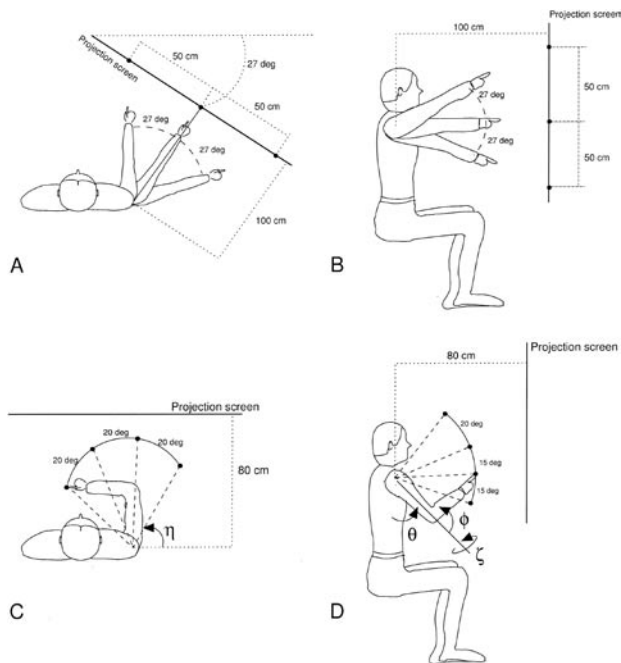 Projection screen
50 cm
27 deg
50 cm
27 deg
27 deg
100 cm
A
Projection screen
100 cm
27 deg
50 cm
27 deg
50 cm
B
Projection screen
20 deg
20 deg
20 deg
80 cm
η
C
Projection screen
80 cm
20 deg
15 deg
15 deg
θ
ϕ
ζ
D